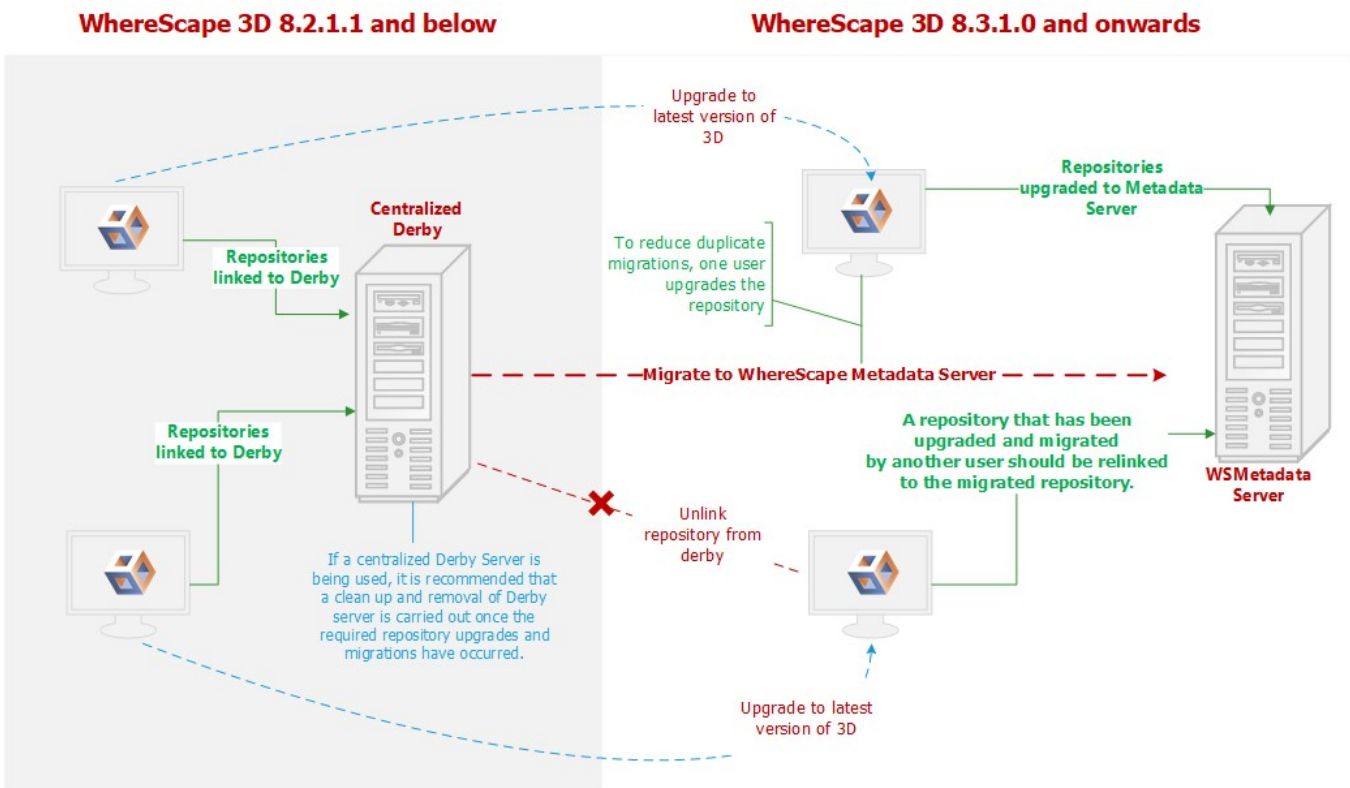 WhereScape 3D 8.2.1.1 and below
WhereScape 3D 8.3.1.0 and onwards
Upgrade to
latest version of
3D
Repositories
upgraded to Metadata
Server
Centralized
Derby
Repositories
linked to Derby
To reduce duplicate
migrations, one user
upgrades the
repository
Migrate to WhereScape Metadata Server
Repositories
linked to Derby
A repository that has been
upgraded and migrated
by another user should be relinked
to the migrated repository.
WSMetadata
Server
Unlink
repository from
derby
If a centralized Derby Server is
being used, it is recommended that
a clean up and removal of Derby
server is carried out once the
required repository upgrades and
migrations have occurred.
Upgrade to latest
version of 3D